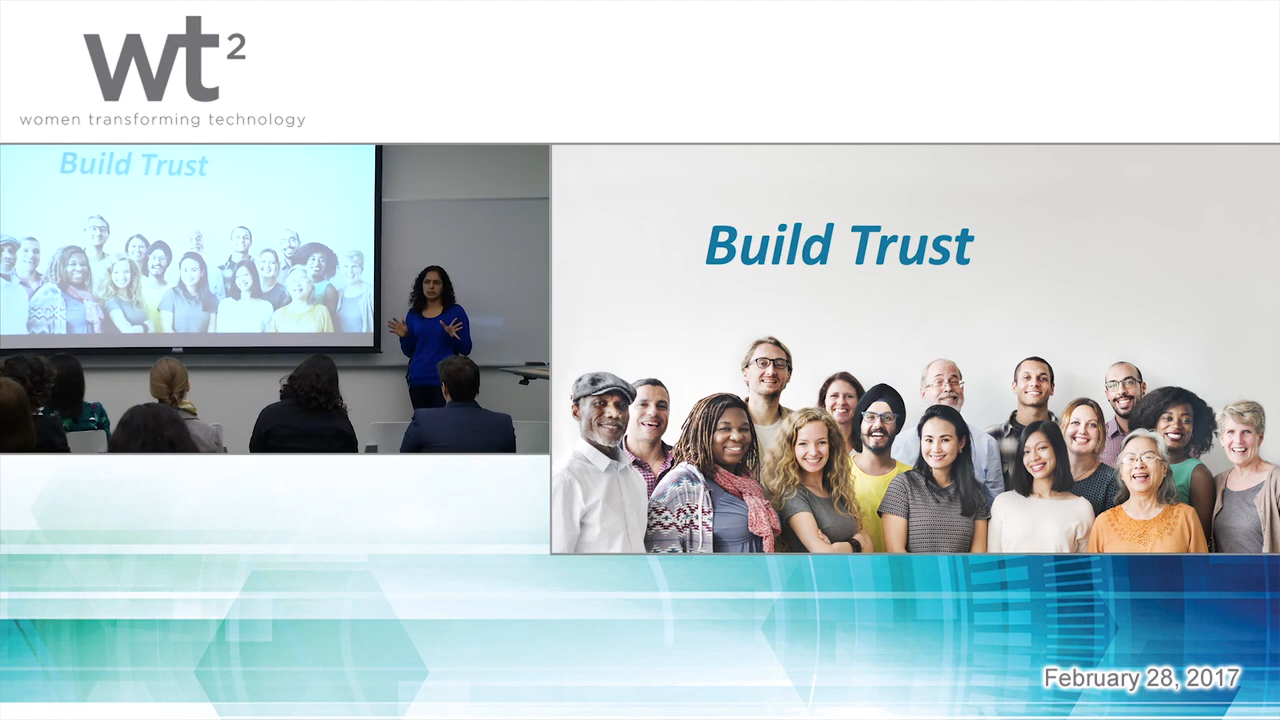 wt²
women transforming technology
Build Trust
Build Trust
February 28, 2017